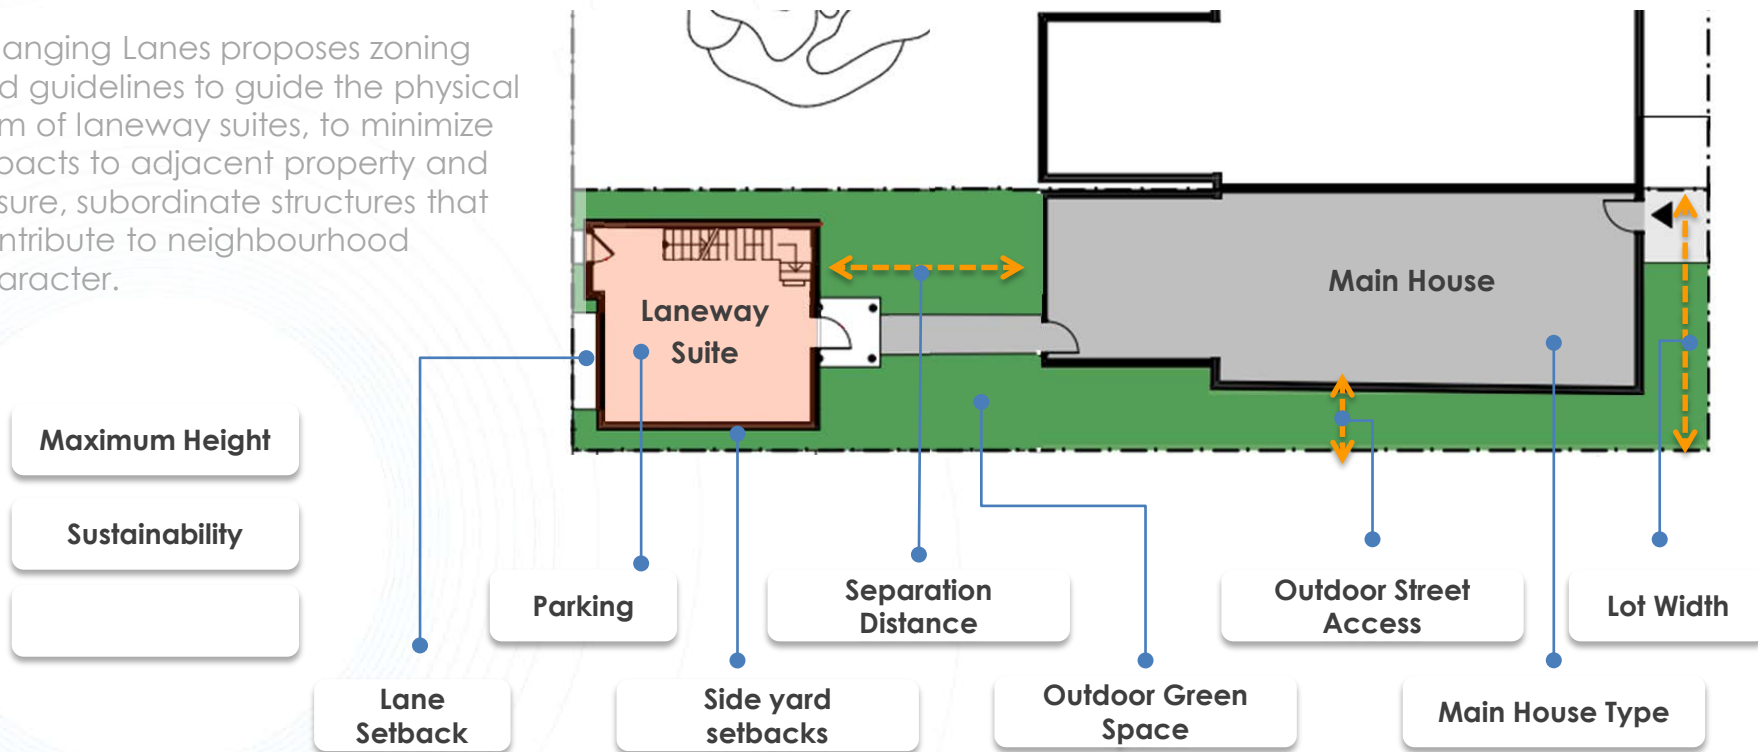 anging Lanes proposes zoning
d guidelines to guide the physical
m of laneway suites, to minimize
pacts to adjacent property and
sure, subordinate structures that
ntribute to neighbourhood
aracter.
Main House
Laneway
Suite
Maximum Height
Sustainability
Parking
Separation
Distance
Outdoor Street
Access
Lot Width
Lane
Setback
Side yard
setbacks
Outdoor Green
Space
Main House Type